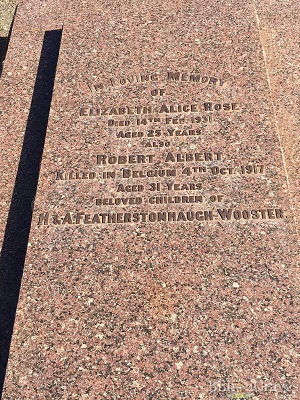 In Loving Memory
of
Elizabeth Alice Rose
Died 14th Feb. 1931
Aged 25 Years
also
Robert Albert
Killed in Belgium 4th Oct. 1917
Aged 31 Years
beloved children of
H & A Featherstonhaugh-Wooster